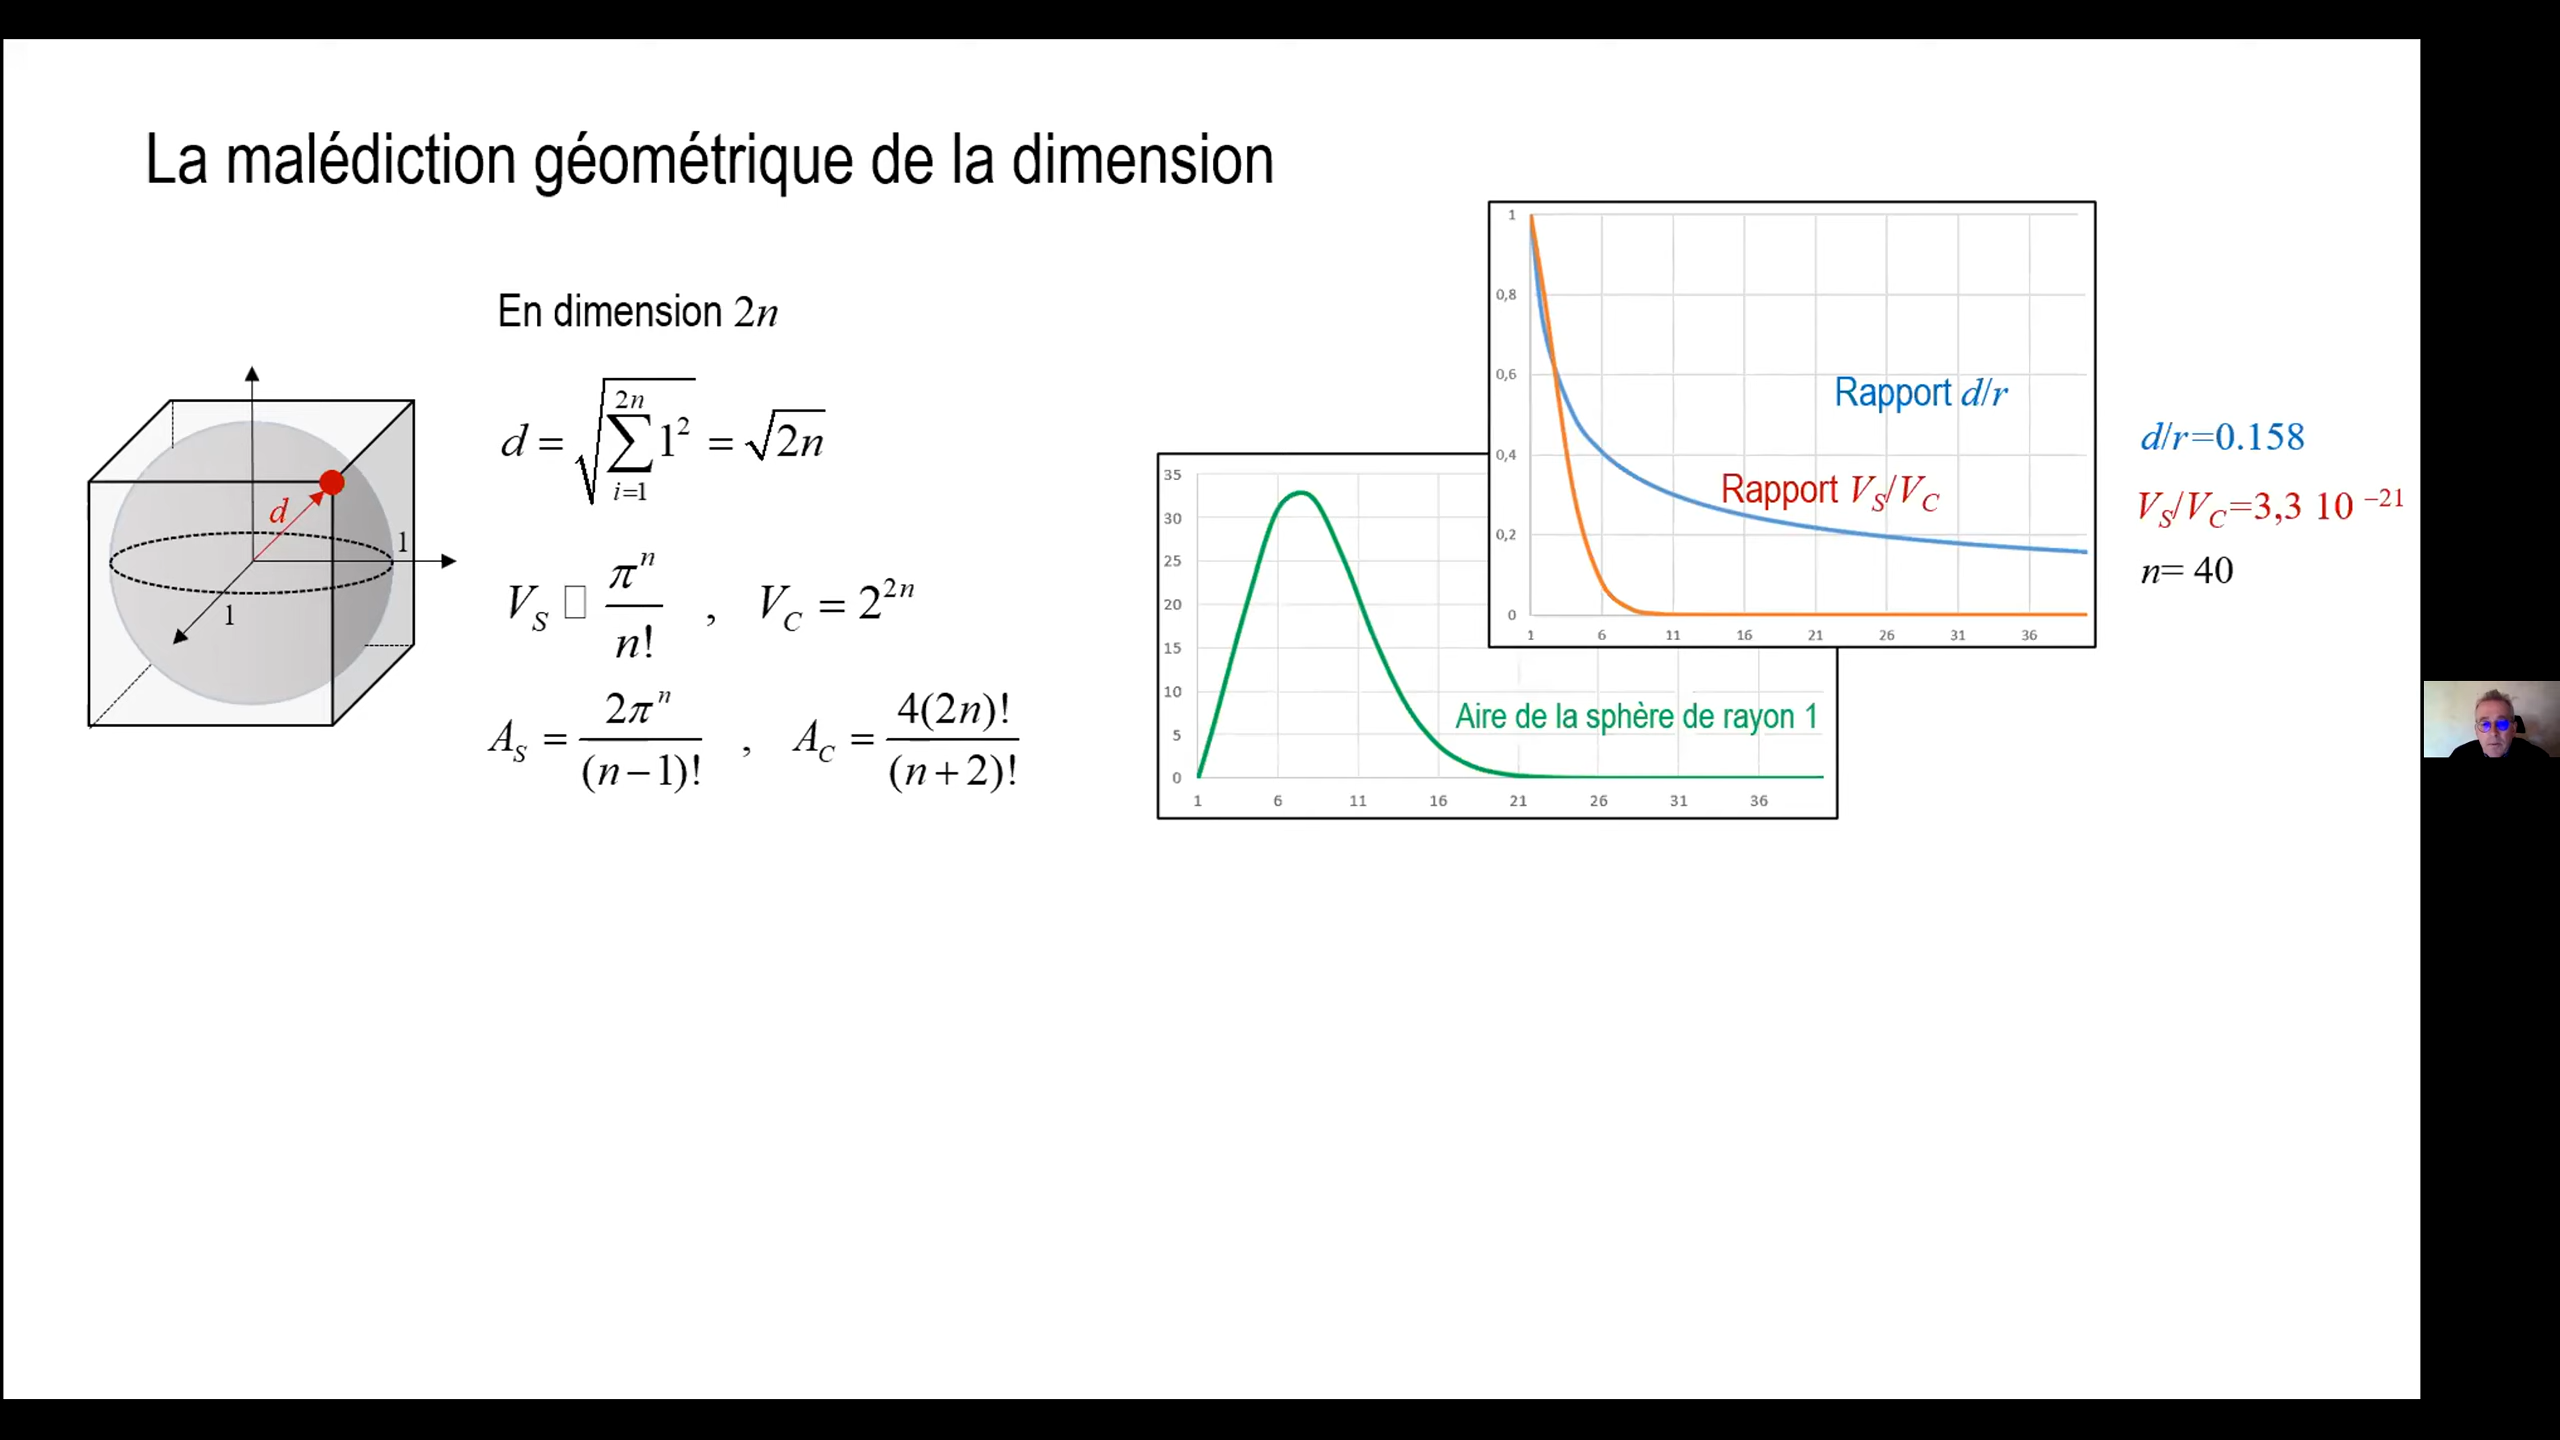 La malédiction géométrique de la dimension
En dimension 2n
d = √(∑_{i=1}^{2n} 1²) = √2n
V_S □ πⁿ / n! , V_C = 2²ⁿ
A_S = 2πⁿ / (n−1)! , A_C = 4(2n)! / (n+2)!
d
1
1
35
30
25
20
15
10
5
0
1 6 11 16 21 26 31 36
Aire de la sphère de rayon 1
1
0,8
0,6
0,4
0,2
0
1 6 11 16 21 26 31 36
Rapport d/r
Rapport V_S/V_C
d/r=0.158
V_S/V_C=3,3 10 ⁻²¹
n= 40